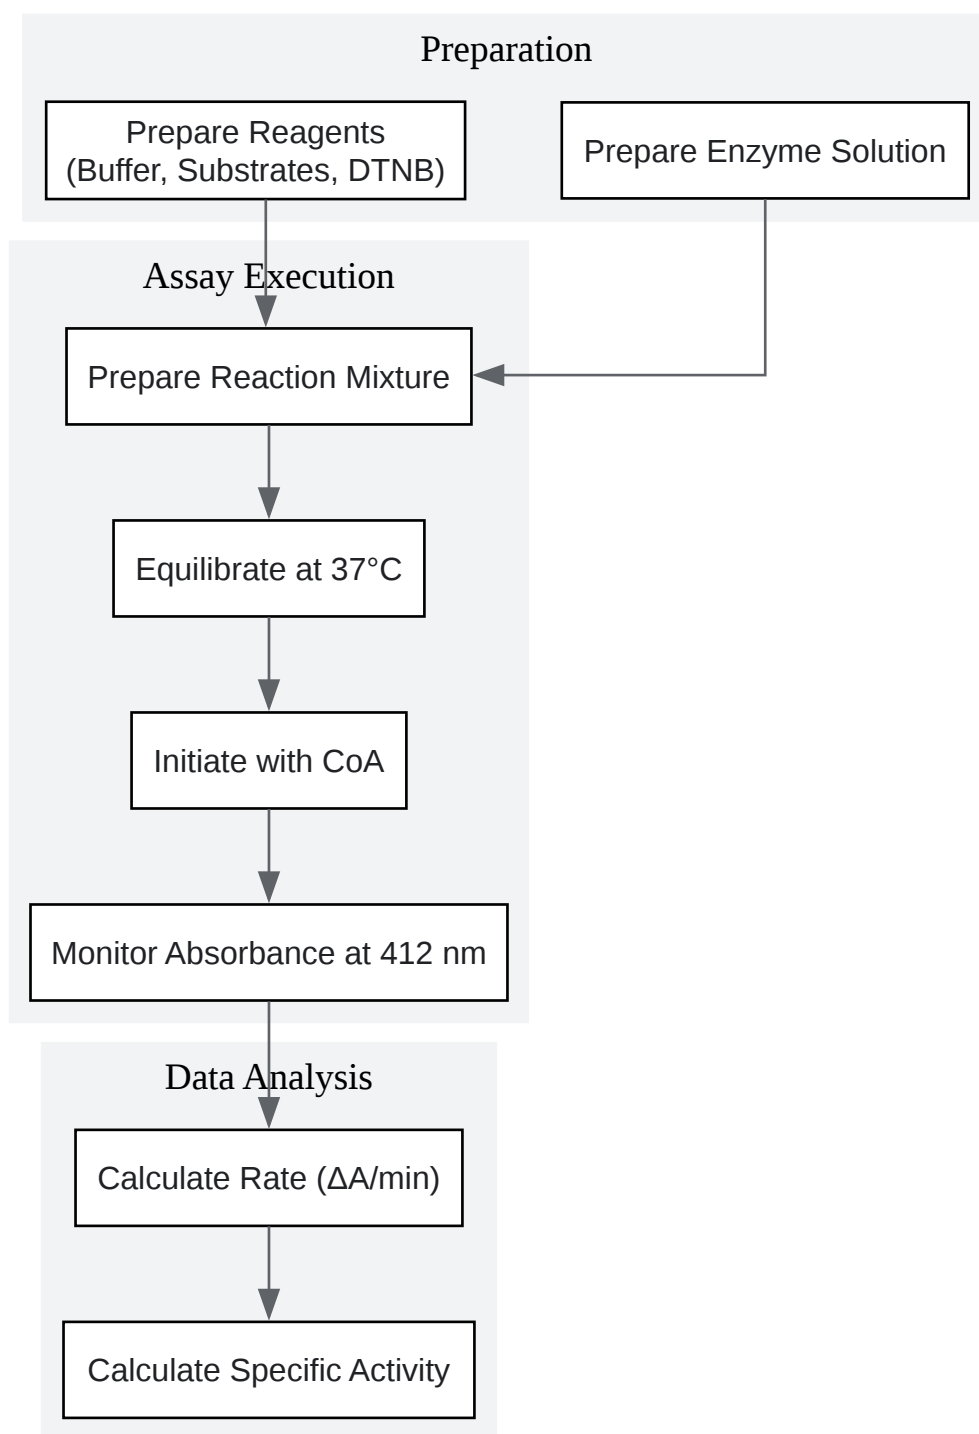 Preparation
Prepare Reagents
(Buffer, Substrates, DTNB)
Prepare Enzyme Solution
Assay Execution
Prepare Reaction Mixture
Equilibrate at 37°C
Initiate with CoA
Monitor Absorbance at 412 nm
Data Analysis
Calculate Rate (ΔA/min)
Calculate Specific Activity